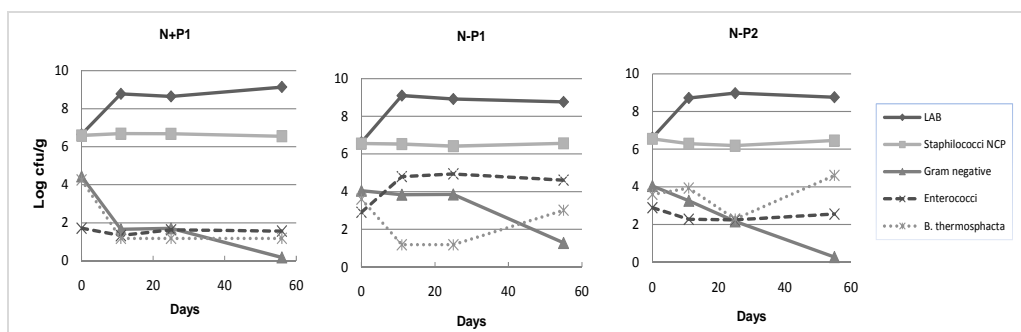 N+P1
N-P1
N-P2
Log cfu/g
10
8
6
4
2
0
0
20
40
60
Days
10
8
6
4
2
0
0
20
40
60
Days
10
8
6
4
2
0
0
20
40
60
Days
LAB
Staphilococci NCP
Gram negative
Enterococci
B. thermosphacta